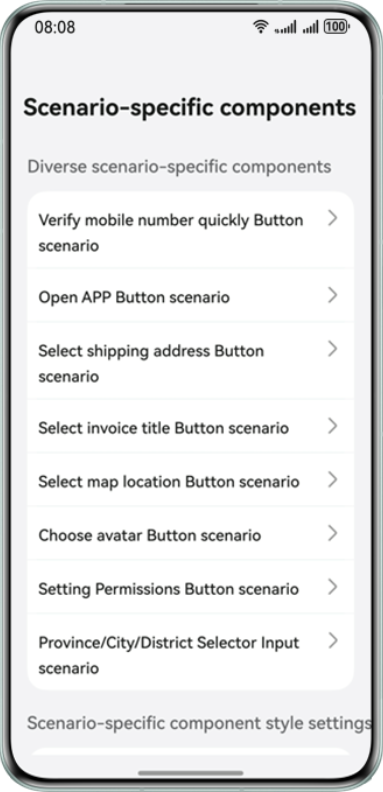 08:08
100
Scenario-specific components
Diverse scenario-specific components
Verify mobile number quickly Button
scenario
Open APP Button scenario
Select shipping address Button
scenario
Select invoice title Button scenario
Select map location Button scenario
Choose avatar Button scenario
Setting Permissions Button scenario
Province/City/District Selector Input
scenario
Scenario-specific component style settings